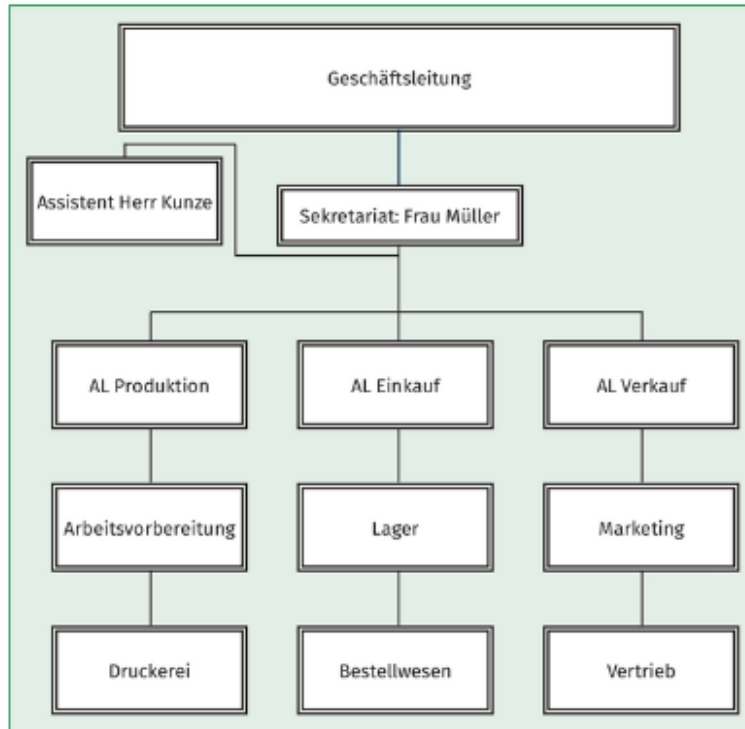 Geschäftsleitung
Assistent Herr Kunze
Sekretariat: Frau Müller
AL Produktion
AL Einkauf
AL Verkauf
Arbeitsvorbereitung
Lager
Marketing
Druckerei
Bestellwesen
Vertrieb